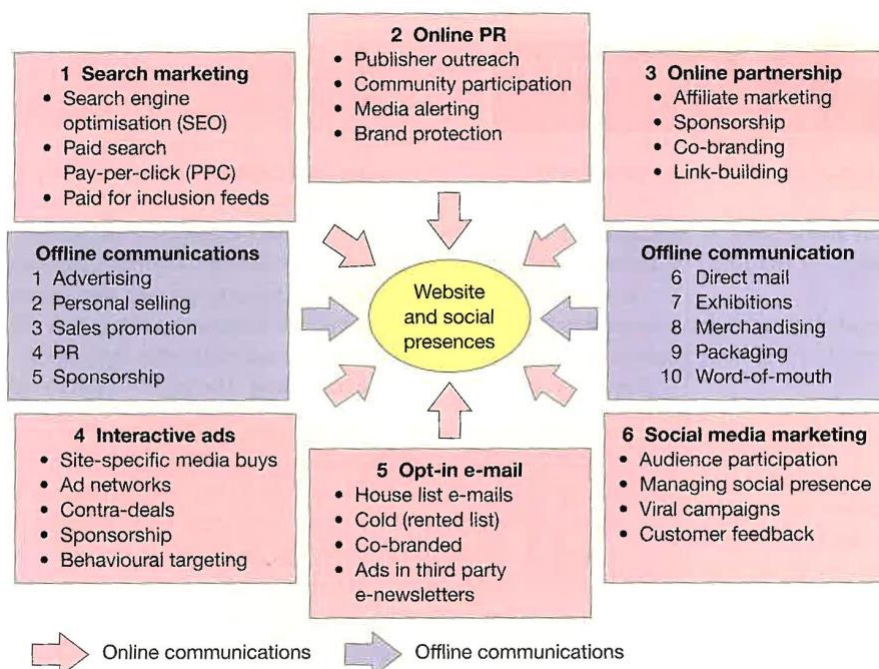 2 Online PR
• Publisher outreach
• Community participation
• Media alerting
• Brand protection
1 Search marketing
• Search engine
optimisation (SEO)
• Paid search
Pay-per-click (PPC)
• Paid for inclusion feeds
3 Online partnership
• Affiliate marketing
• Sponsorship
• Co-branding
• Link-building
Offline communications
1 Advertising
2 Personal selling
3 Sales promotion
4 PR
5 Sponsorship
Website
and social
presences
Offline communication
6 Direct mail
7 Exhibitions
8 Merchandising
9 Packaging
10 Word-of-mouth
4 Interactive ads
• Site-specific media buys
• Ad networks
• Contra-deals
• Sponsorship
• Behavioural targeting
5 Opt-in e-mail
• House list e-mails
• Cold (rented list)
• Co-branded
• Ads in third party
e-newsletters
6 Social media marketing
• Audience participation
• Managing social presence
• Viral campaigns
• Customer feedback
Online communications
Offline communications